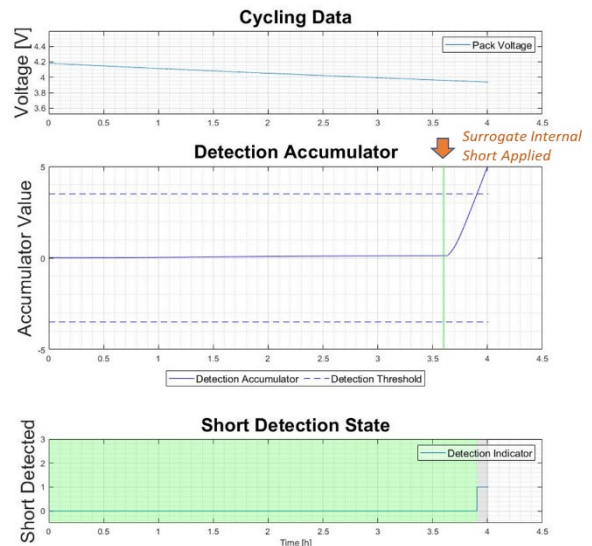 Cycling Data
Voltage [V]
4.4
4.2
4
3.8
3.6
Pack Voltage
0 0.5 1 1.5 2 2.5 3 3.5 4 4.5
Surrogate Internal
Short Applied
Detection Accumulator
Accumulator Value
5
0
-5
0 0.5 1 1.5 2 2.5 3 3.5 4 4.5
Detection Accumulator Detection Threshold
Short Detection State
Short Detected
3
2
1
0
Detection Indicator
0 0.5 1 1.5 2 2.5 3 3.5 4 4.5
Time [h]